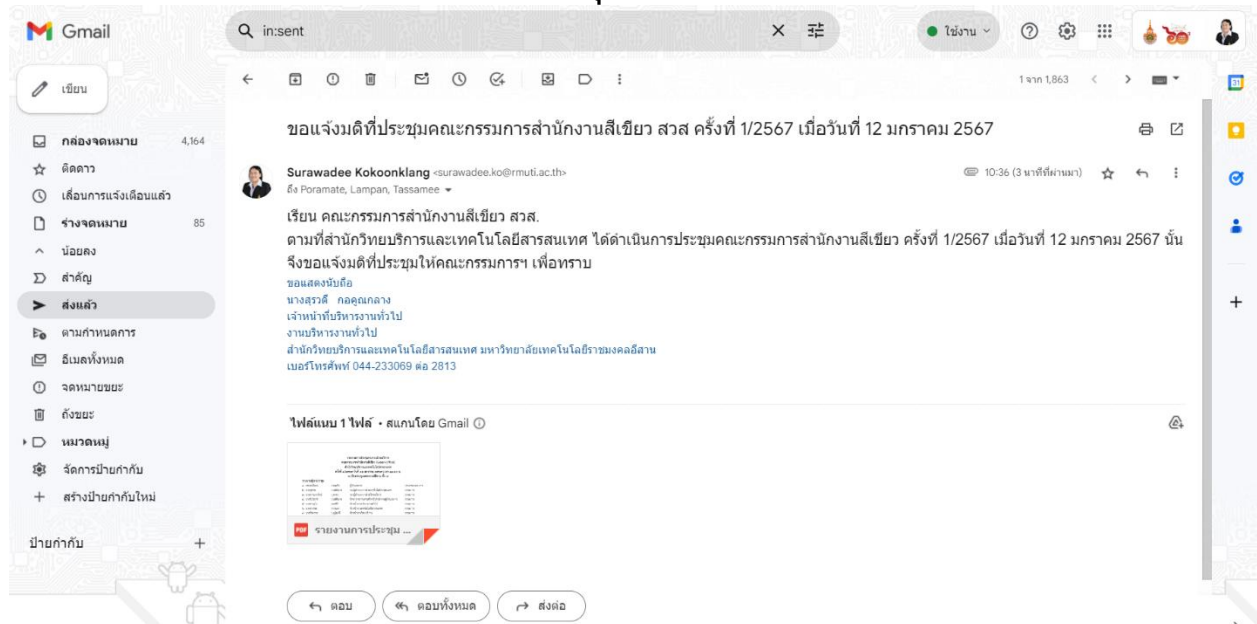 Gmail
in:sent
ใช้งาน
เขียน
1 จาก 1,863
31
ขอแจ้งมติที่ประชุมคณะกรรมการสำนักงานสีเขียว สวส ครั้งที่ 1/2567 เมื่อวันที่ 12 มกราคม 2567
กล่องจดหมาย 4,164
ติดดาว
เลื่อนการแจ้งเตือนแล้ว
ร่างจดหมาย 85
น้อยลง
สำคัญ
ส่งแล้ว
ตามกำหนดการ
อีเมลทั้งหมด
จดหมายขยะ
ถังขยะ
หมวดหมู่
จัดการป้ายกำกับ
สร้างป้ายกำกับใหม่
ป้ายกำกับ
Surawadee Kokoonklang <surawadee.ko@rmuti.ac.th>
10:36 (3 นาทีที่ผ่านมา)
ถึง Poramate, Lampan, Tassamee
เรียน คณะกรรมการสำนักงานสีเขียว สวส.
ตามที่สำนักวิทยบริการและเทคโนโลยีสารสนเทศ ได้ดำเนินการประชุมคณะกรรมการสำนักงานสีเขียว ครั้งที่ 1/2567 เมื่อวันที่ 12 มกราคม 2567 นั้น
จึงขอแจ้งมติที่ประชุมให้คณะกรรมการฯ เพื่อทราบ
ขอแสดงนับถือ
นางสุรวดี กอคูณกลาง
เจ้าหน้าที่บริหารงานทั่วไป
งานบริหารงานทั่วไป
สำนักวิทยบริการและเทคโนโลยีสารสนเทศ มหาวิทยาลัยเทคโนโลยีราชมงคลอีสาน
เบอร์โทรศัพท์ 044-233069 ต่อ 2813
ไฟล์แนบ 1 ไฟล์ • สแกนโดย Gmail
PDF รายงานการประชุม ...
ตอบ
ตอบทั้งหมด
ส่งต่อ